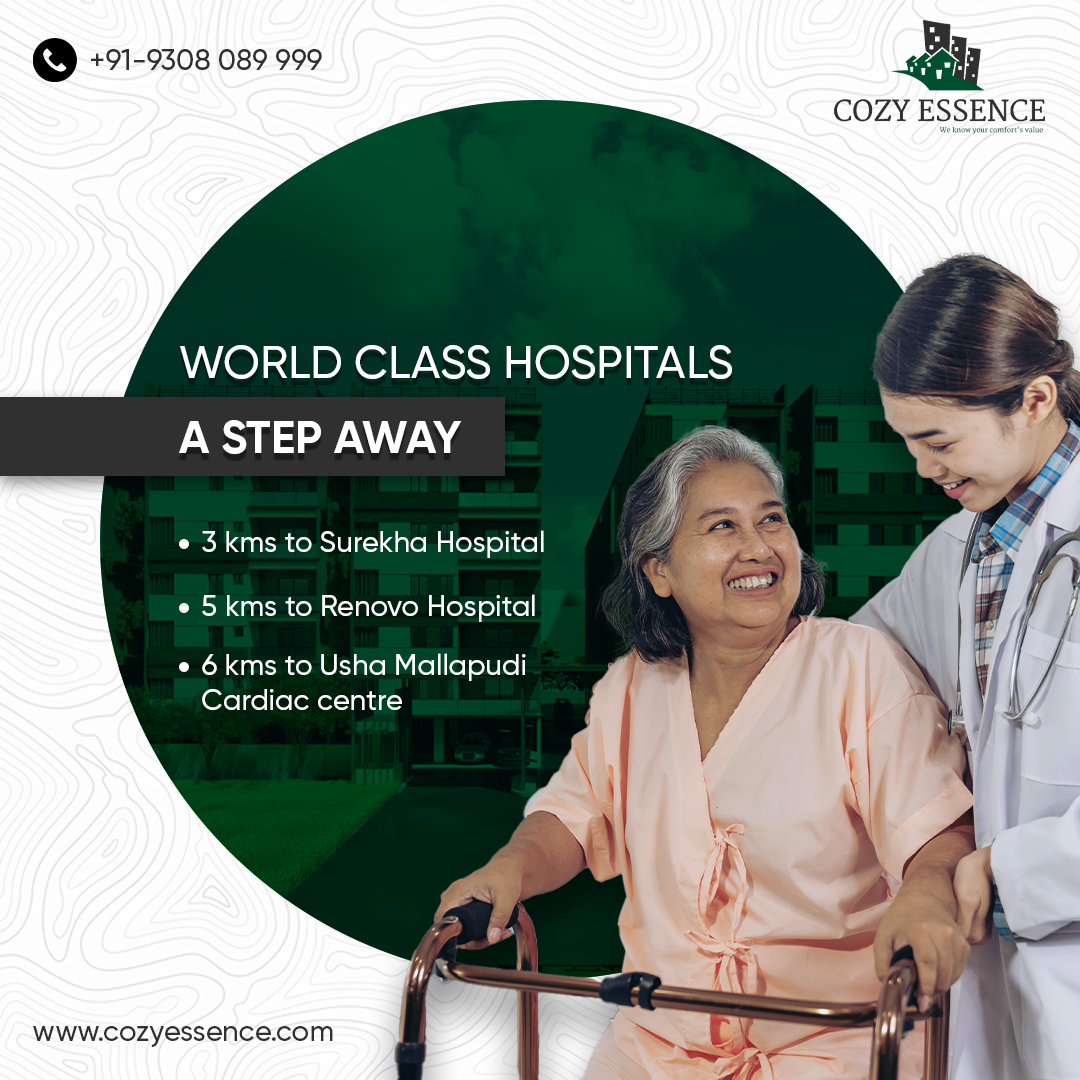 +91-9308 089 999
COZY ESSENCE
We know your comfort's value
WORLD CLASS HOSPITALS
A STEP AWAY
• 3 kms to Surekha Hospital
• 5 kms to Renovo Hospital
• 6 kms to Usha Mallapudi
Cardiac centre
www.cozyessence.com